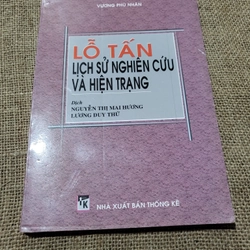 VƯƠNG PHÓ NHÂN
LỖ TẤN
LỊCH SỬ NGHIÊN CỨU
VÀ HIỆN TRẠNG
Dịch
NGUYỄN THỊ MAI HƯƠNG
LƯƠNG DUY THỨ
NHÀ XUẤT BẢN THỐNG KÊ